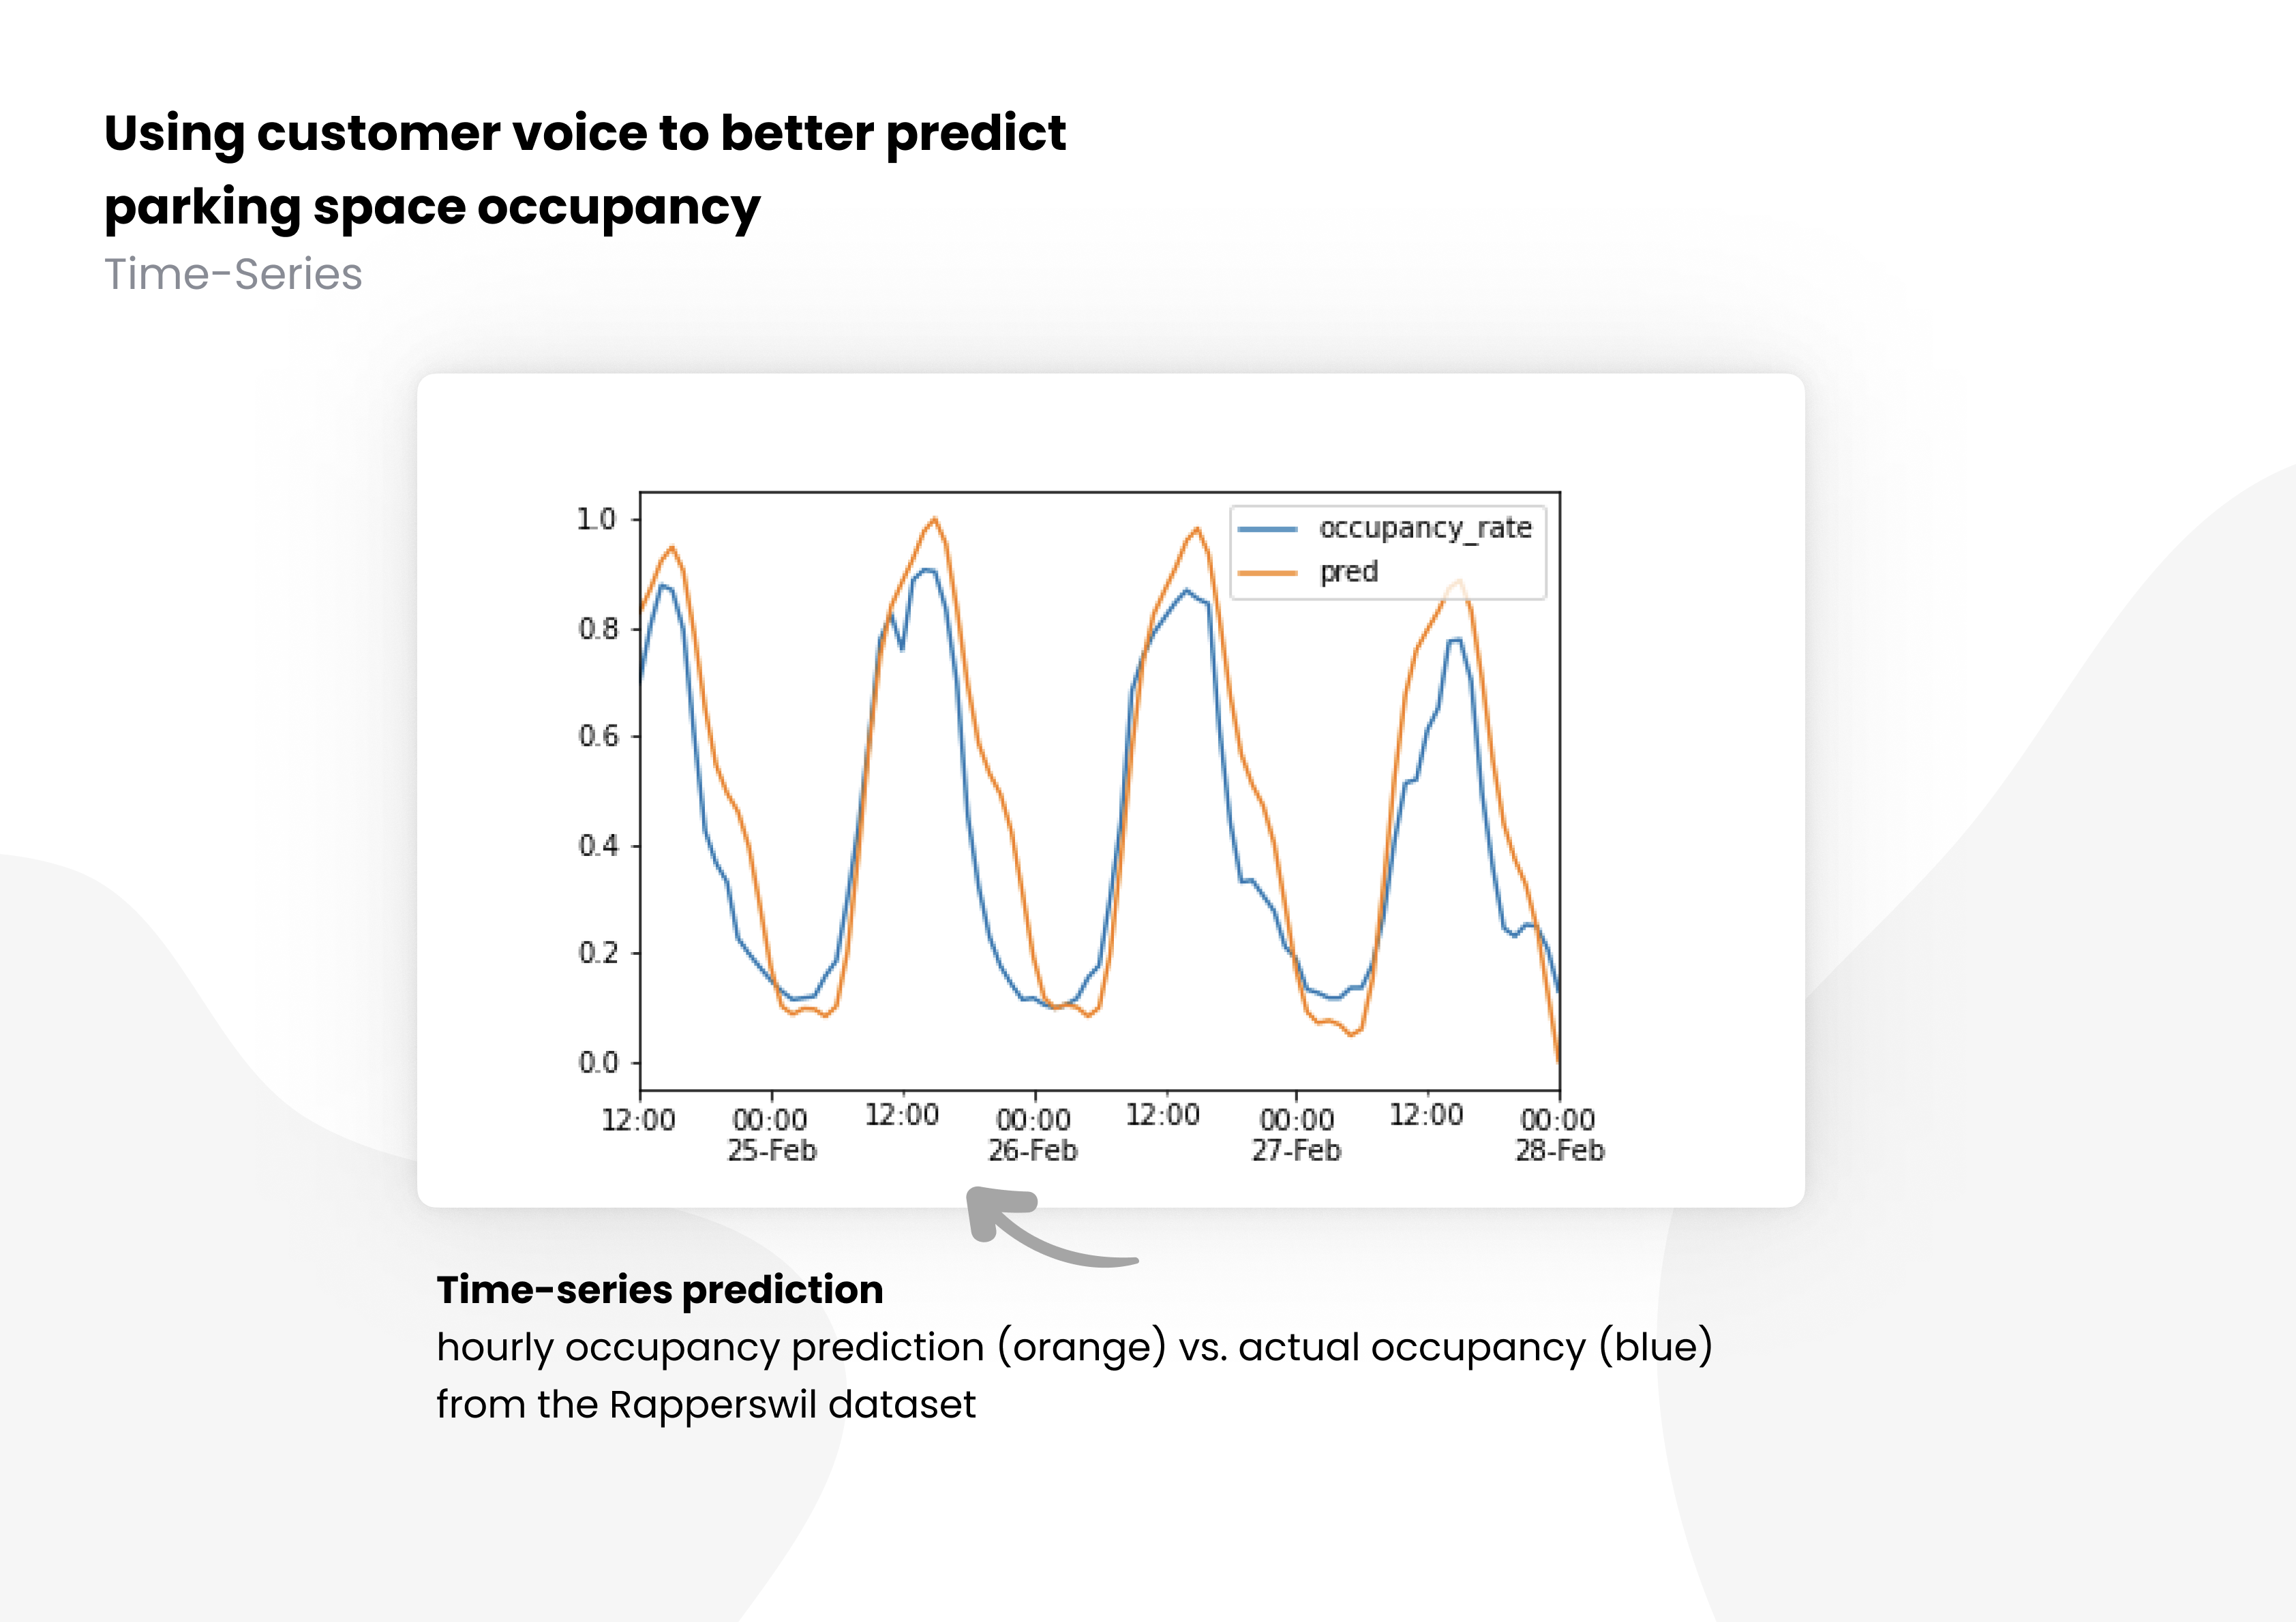 Using customer voice to better predict
parking space occupancy
Time-Series
occupancy_rate
pred
1.0
0.8
0.6
0.4
0.2
0.0
12:00 00:00 12:00 00:00 12:00 00:00 12:00 00:00
25-Feb 26-Feb 27-Feb 28-Feb
Time-series prediction
hourly occupancy prediction (orange) vs. actual occupancy (blue)
from the Rapperswil dataset